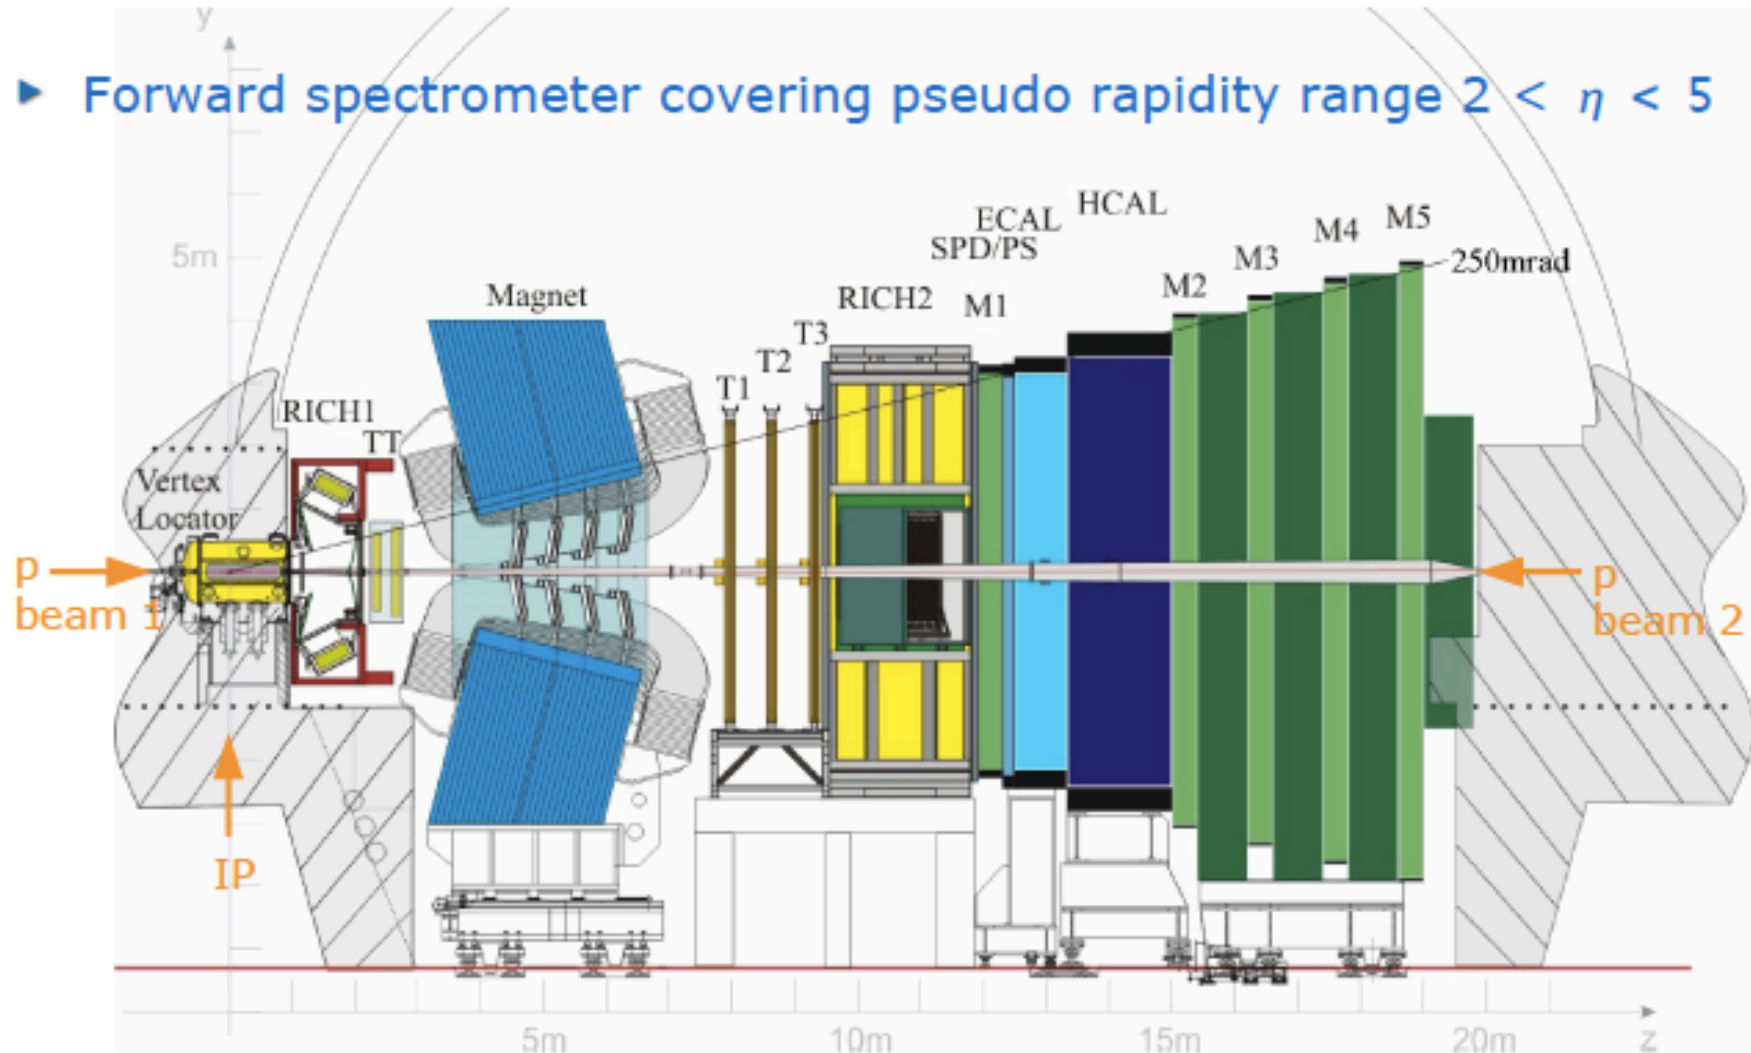 y
► Forward spectrometer covering pseudo rapidity range 2 < η < 5
HCAL
ECAL
SPD/PS
M5
M4
M3
250mrad
5m
M2
Magnet
RICH2
M1
T3
T2
T1
RICH1
TT
Vertex
Locator
p
beam 1
p
beam 2
IP
5m
10m
15m
20m
z